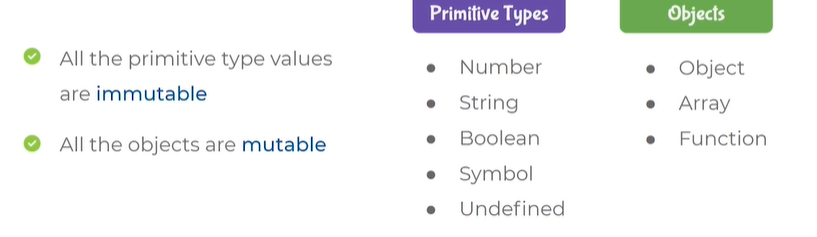 All the primitive type values
are immutable
All the objects are mutable
Primitive Types
Number
String
Boolean
Symbol
Undefined
Objects
Object
Array
Function